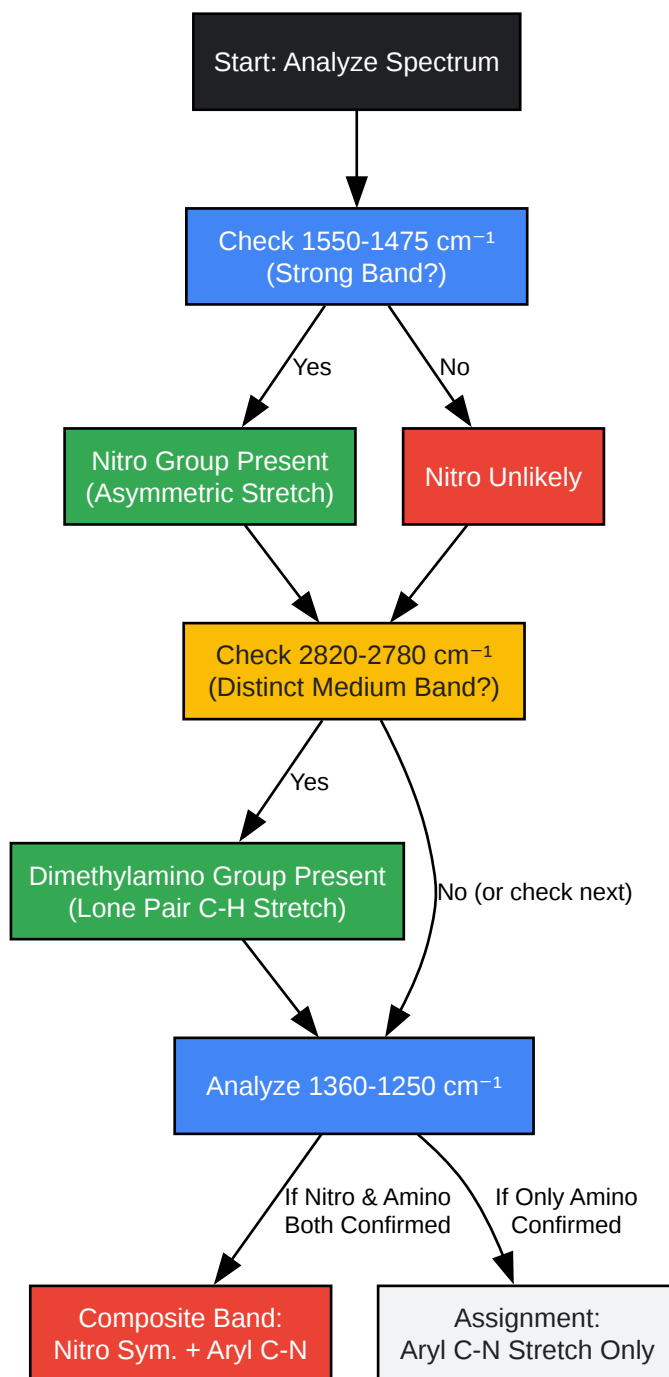 Start: Analyze Spectrum
Check 1550-1475 cm⁻¹
(Strong Band?)
Yes
No
Nitro Group Present
(Asymmetric Stretch)
Nitro Unlikely
Check 2820-2780 cm⁻¹
(Distinct Medium Band?)
Yes
Dimethylamino Group Present
(Lone Pair C-H Stretch)
No (or check next)
Analyze 1360-1250 cm⁻¹
If Nitro & Amino
Both Confirmed
If Only Amino
Confirmed
Composite Band:
Nitro Sym. + Aryl C-N
Assignment:
Aryl C-N Stretch Only